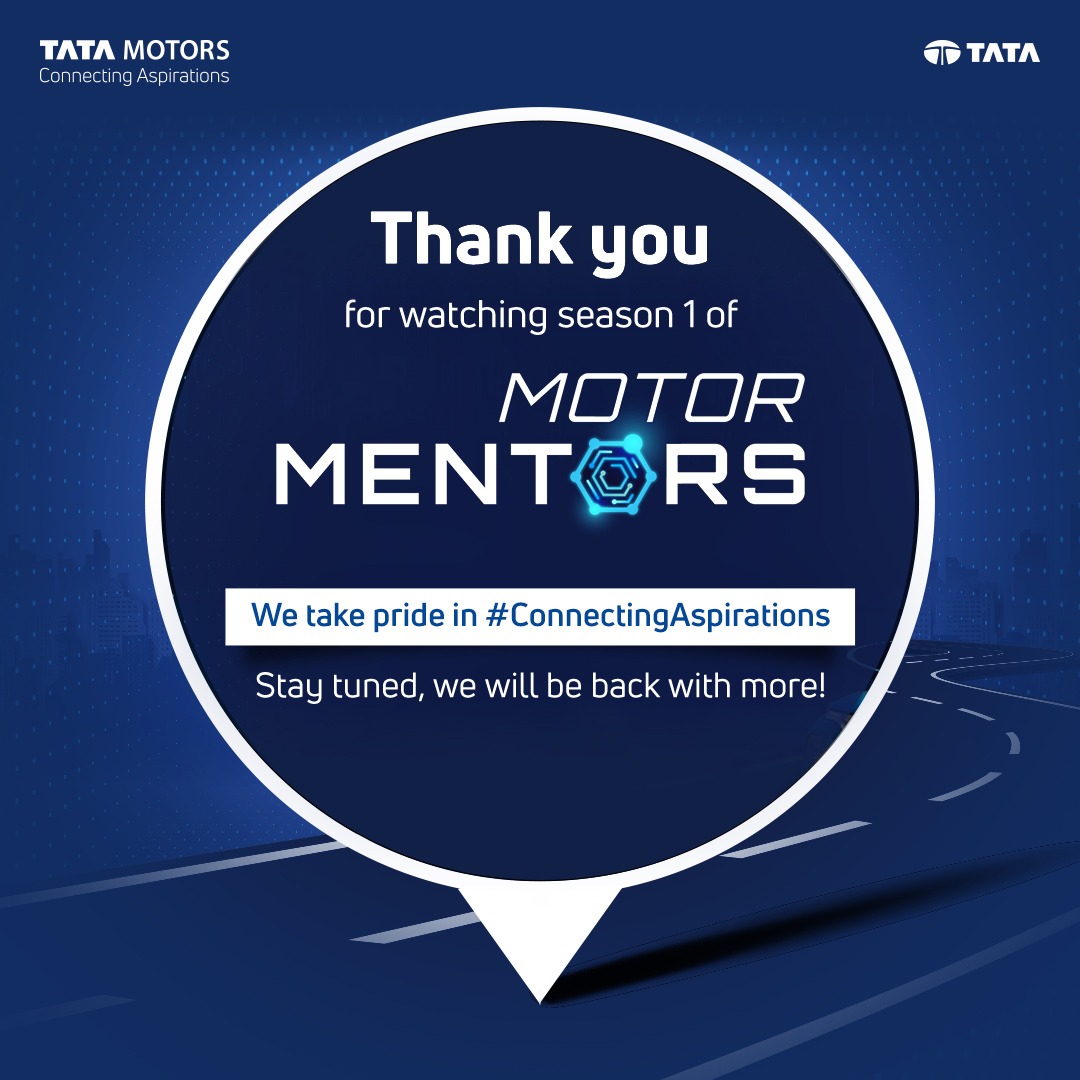 TATA MOTORS
Connecting Aspirations
TATA
Thank you
for watching season 1 of
MOTOR
MENTORS
We take pride in #ConnectingAspirations
Stay tuned, we will be back with more!